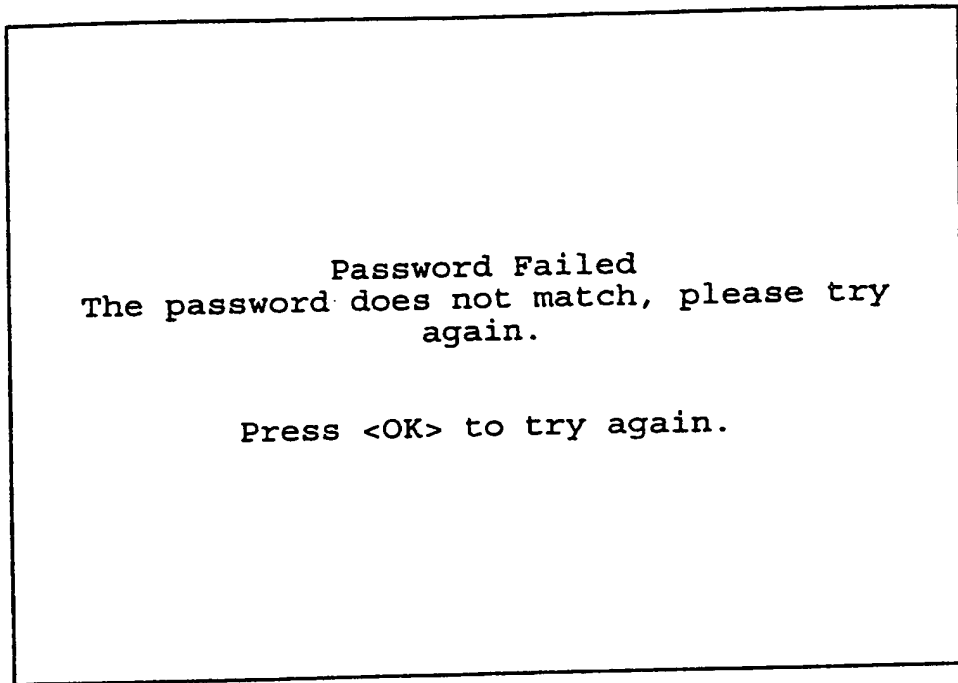 Password Failed
The password does not match, please try
again.
Press <OK> to try again.